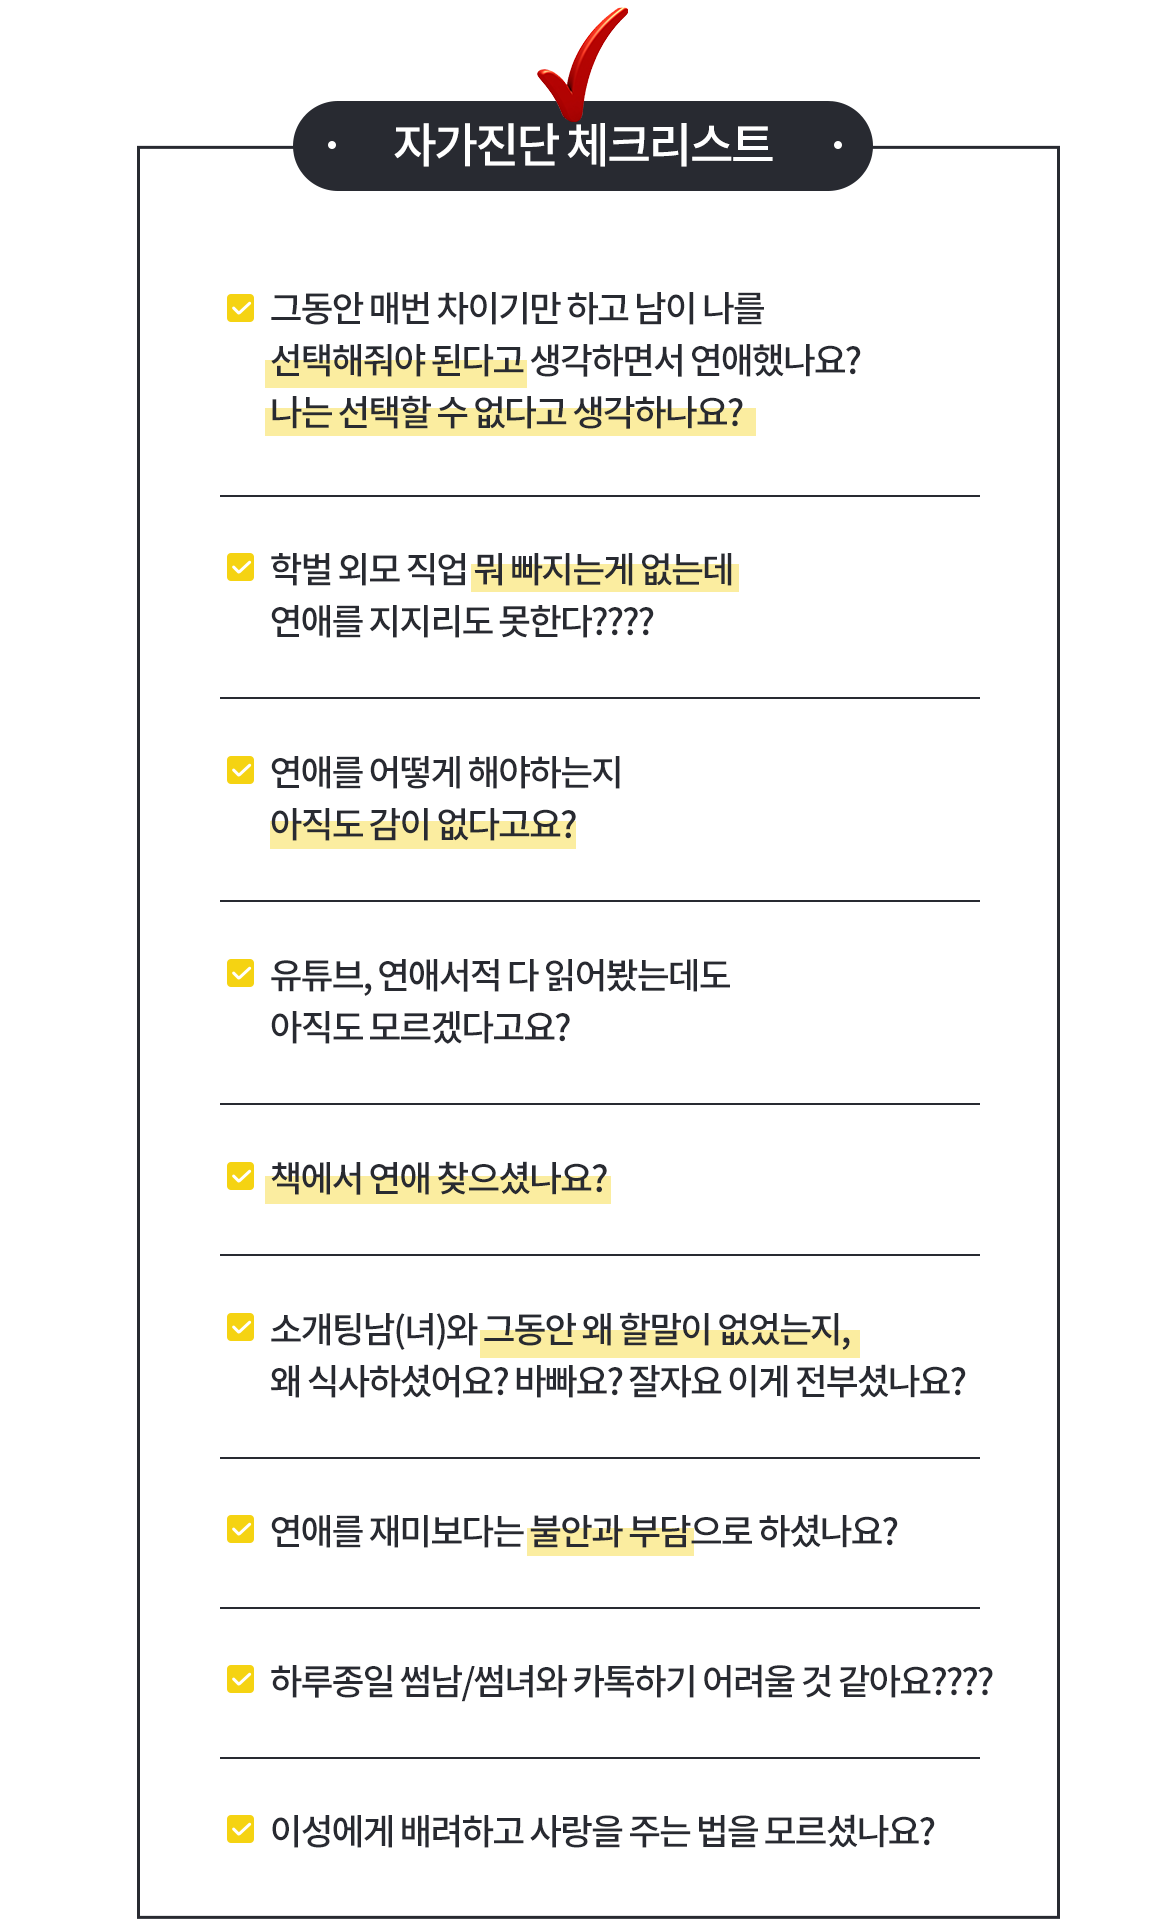 자가진단 체크리스트
그동안 매번 차이기만 하고 남이 나를
선택해줘야 된다고 생각하면서 연애했나요?
나는 선택할 수 없다고 생각하나요?
학벌 외모 직업 뭐 빠지는게 없는데
연애를 지지리도 못한다????
연애를 어떻게 해야하는지
아직도 감이 없다고요?
유튜브, 연애서적 다 읽어봤는데도
아직도 모르겠다고요?
책에서 연애 찾으셨나요?
소개팅남(녀)와 그동안 왜 할말이 없었는지,
왜 식사하셨어요? 바빠요? 잘자요 이게 전부셨나요?
연애를 재미보다는 불안과 부담으로 하셨나요?
하루종일 썸남/썸녀와 카톡하기 어려울 것 같아요????
이성에게 배려하고 사랑을 주는 법을 모르셨나요?